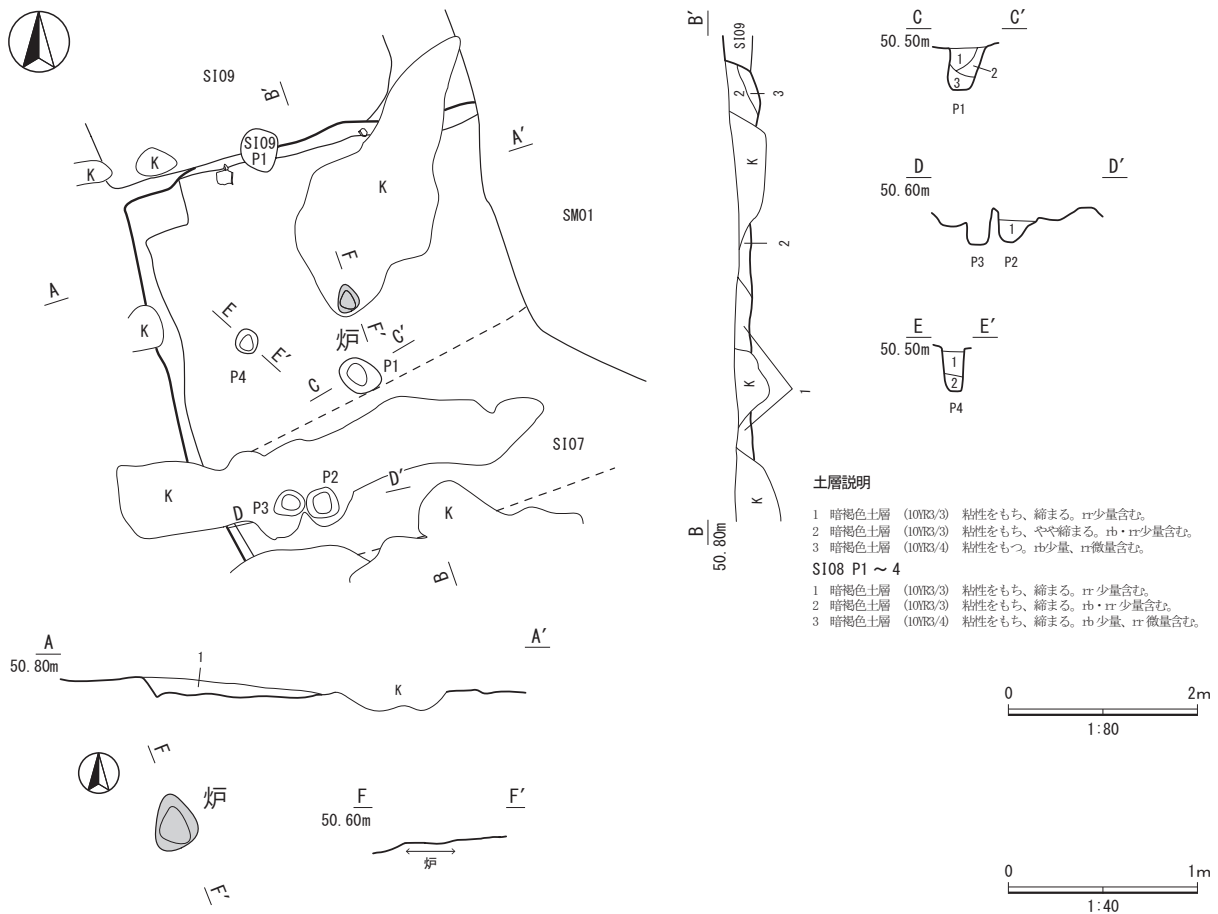 SI09
B′
SI09
P1
K
K
K
A′
SM01
F
A
K
E
炉
F′
C′
E′
P1
P4
C
SI07
P2
K
D′
P3
D
K
B
B′
SI09
2
3
K
2
K
1
K
B
50.80m
C
C′
50.50m
1
2
3
P1
D
D′
50.60m
1
P3
P2
E
E′
50.50m
1
2
P4
土層説明
1 暗褐色土層 (10YR3/3) 粘性をもち、締まる。rr少量含む。
2 暗褐色土層 (10YR3/3) 粘性をもち、やや締まる。rb・rr少量含む。
3 暗褐色土層 (10YR3/4) 粘性をもつ。rb少量、rr微量含む。
SI08 P1 ~ 4
1 暗褐色土層 (10YR3/3) 粘性をもち、締まる。rr 少量含む。
2 暗褐色土層 (10YR3/3) 粘性をもち、締まる。rb・rr 少量含む。
3 暗褐色土層 (10YR3/4) 粘性をもち、締まる。rb 少量、rr 微量含む。
A
A′
50.80m
1
K
0 2m
1:80
F
炉
F′
F
F′
50.60m
炉
0 1m
1:40